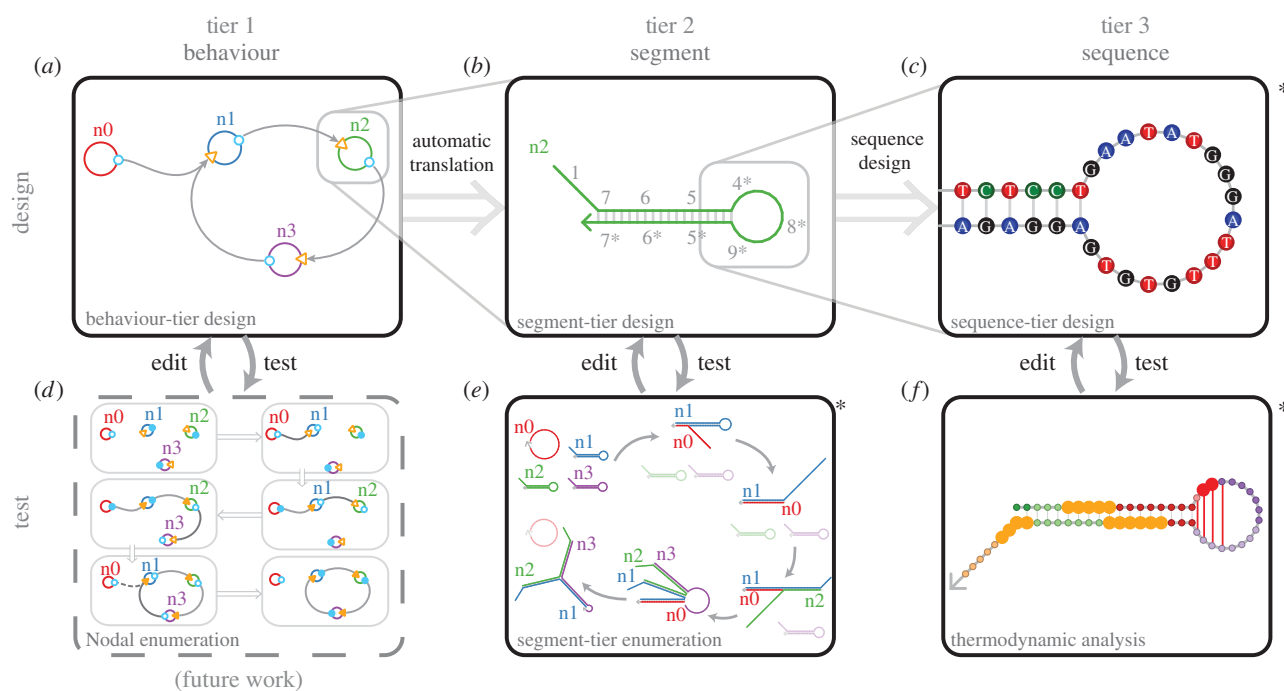 tier 1
behaviour
tier 2
segment
tier 3
sequence
design
(a)
n0
n1
n2
n3
behaviour-tier design
automatic
translation
(b)
n2
1
7
6
5
4*
8*
7*
6*
5*
9*
segment-tier design
sequence
design
(c)
*
G A A T A T G G G A T T T G T G T G
T C T C C T
A G A G G A
sequence-tier design
edit
test
edit
test
edit
test
test
(d)
n0
n1
n2
n3
n0
n1
n2
n3
n1
n2
n0
n1
n3
Nodal enumeration
(future work)
(e)
*
n0
n1
n2
n3
n1
n0
n1
n0
n1
n0
n2
n2
n3
n1
n0
n3
n2
n1
segment-tier enumeration
(f)
*
thermodynamic analysis